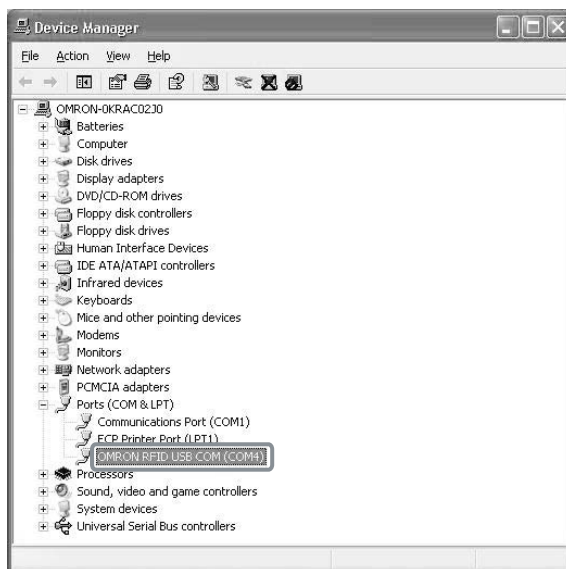 Device Manager
File Action View Help
OMRON-0KRAC02J0
Batteries
Computer
Disk drives
Display adapters
DVD/CD-ROM drives
Floppy disk controllers
Floppy disk drives
Human Interface Devices
IDE ATA/ATAPI controllers
Infrared devices
Keyboards
Mice and other pointing devices
Modems
Monitors
Network adapters
PCMCIA adapters
Ports (COM & LPT)
Communications Port (COM1)
ECP Printer Port (LPT1)
OMRON RFID USB COM (COM4)
Processors
Sound, video and game controllers
System devices
Universal Serial Bus controllers